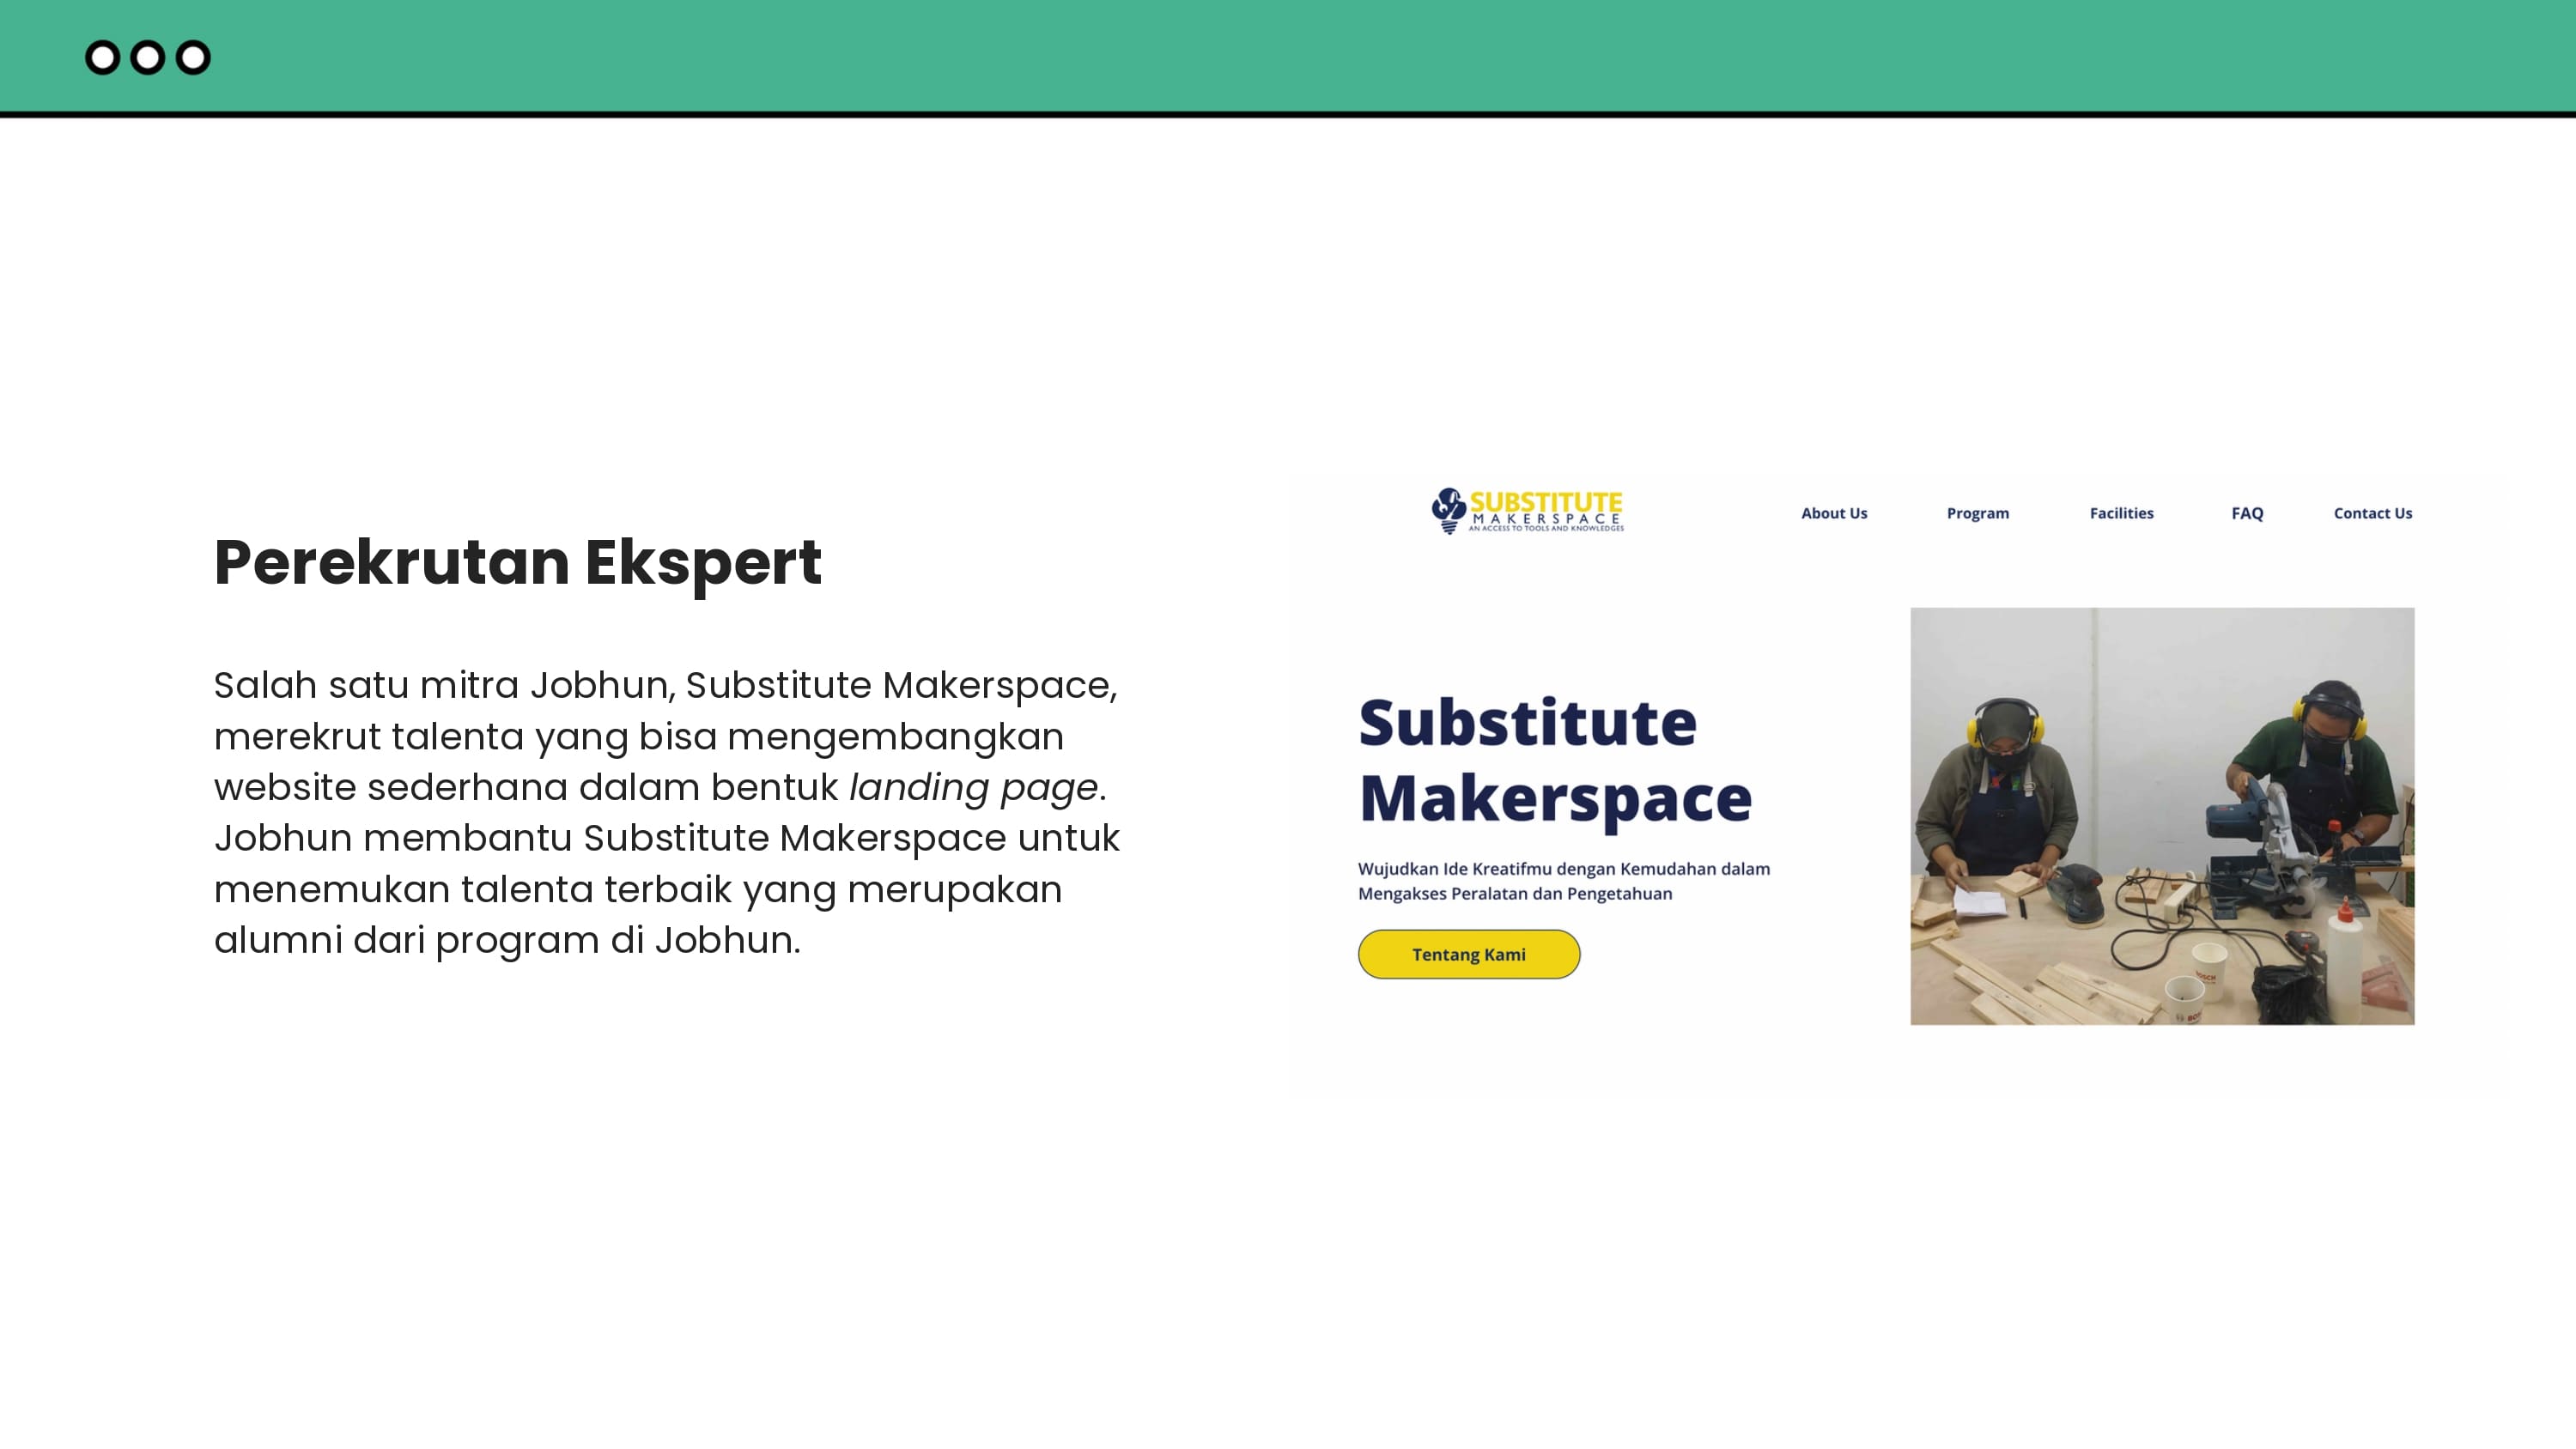 Perekrutan Ekspert
Salah satu mitra Jobhun, Substitute Makerspace,
merekrut talenta yang bisa mengembangkan
website sederhana dalam bentuk landing page.
Jobhun membantu Substitute Makerspace untuk
menemukan talenta terbaik yang merupakan
alumni dari program di Jobhun.
SUBSTITUTE
MAKERSPACE
AN ACCESS TO TOOLS AND KNOWLEDGES
About Us
Program
Facilities
FAQ
Contact Us
Substitute
Makerspace
Wujudkan Ide Kreatifmu dengan Kemudahan dalam
Mengakses Peralatan dan Pengetahuan
Tentang Kami